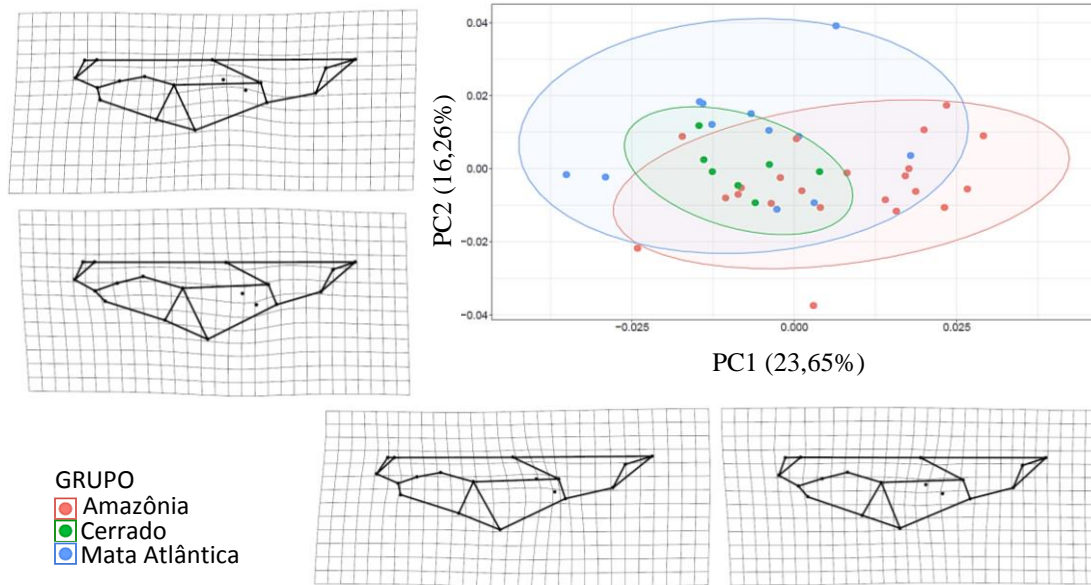 0.04
0.02
0.00
−0.02
−0.04
PC2 (16,26%)
−0.025
0.000
0.025
PC1 (23,65%)
GRUPO
Amazônia
Cerrado
Mata Atlântica